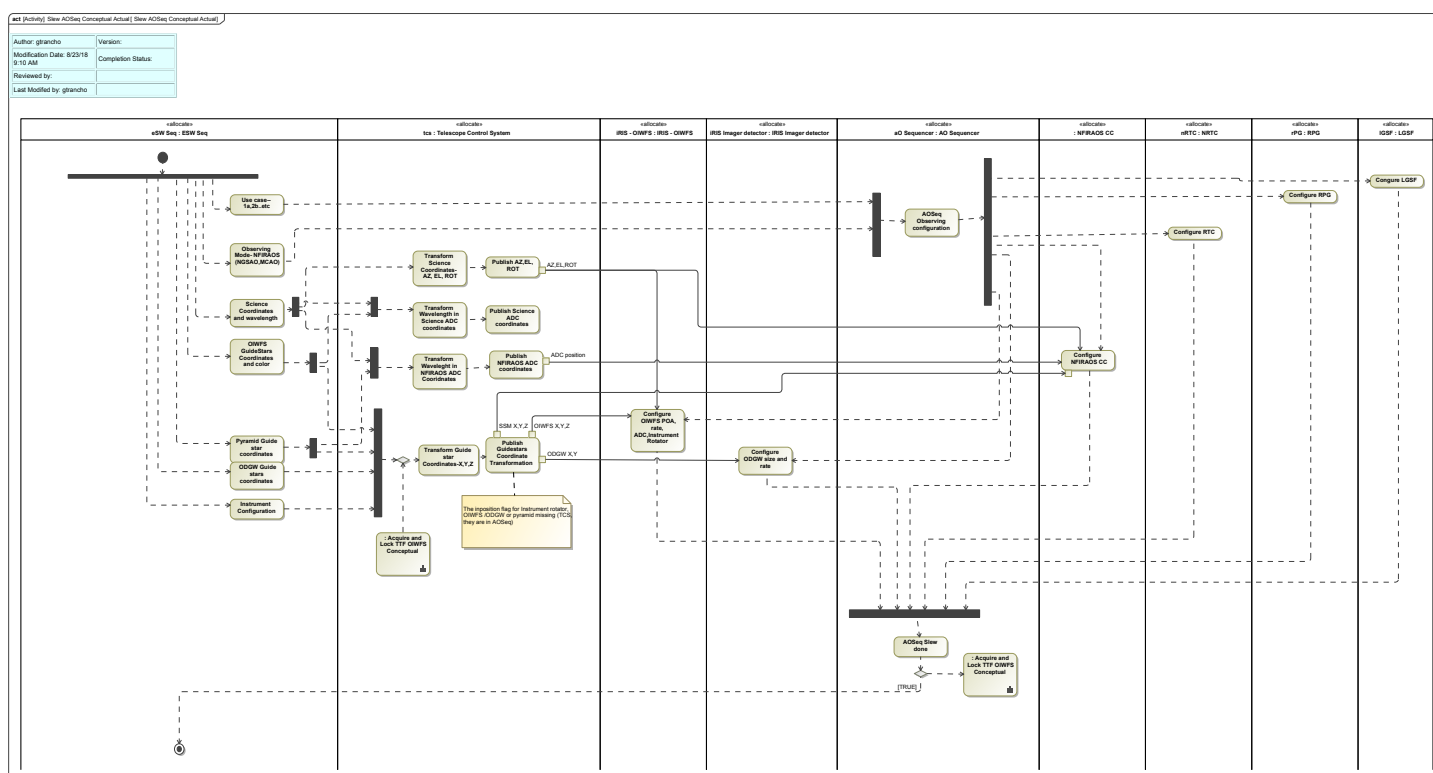 act [Activity] Slew AOSeq Conceptual Actual[ Slew AOSeq Conceptual Actual]
Author: gtrancho
Version:
Modification Date: 8/23/18
9:10 AM
Completion Status:
Reviewed by:
Last Modifed by: gtrancho
«allocate»
eSW Seq : ESW Seq
«allocate»
tcs : Telescope Control System
«allocate»
iRIS - OIWFS : IRIS - OIWFS
«allocate»
iRIS Imager detector : IRIS Imager detector
«allocate»
aO Sequencer : AO Sequencer
«allocate»
: NFIRAOS CC
«allocate»
nRTC : NRTC
«allocate»
rPG : RPG
«allocate»
lGSF : LGSF
Use case--
1a,2b..etc
Observing
Mode- NFIRAOS
(NGSAO,MCAO)
Science
Coordinates
and wavelength
OIWFS
GuideStars
Coordinates
and color
Pyramid Guide
star
coordinates
ODGW Guide
stars
coordinates
Instrument
Configuration
Transform
Science
Coordinates-
AZ, EL, ROT
Publish AZ,EL,
ROT
AZ,EL,ROT
Transform
Wavelength in
Science ADC
coordinates
Publish Science
ADC
coordinates
Transform
Waveleght in
NFIRAOS ADC
Cooridnates
Publish
NFIRAOS ADC
coordinates
ADC position
Transform Guide
star
Coordinates-X,Y,Z
Publish
Guidestars
Coordinate
Transformation
SSM X,Y,Z
OIWFS X,Y,Z
ODGW X,Y
The inposition flag for Instrument rotator,
OIWFS /ODGW or pyramid missing (TCS,
they are in AOSeq)
: Acquire and
Lock TTF OIWFS
Conceptual
Configure
OIWFS POA,
rate,
ADC,Instrument
Rotator
Configure
ODGW size and
rate
AOSeq
Observing
configuration
Configure
NFIRAOS CC
Configure RTC
Configure RPG
Congure LGSF
AOSeq Slew
done
: Acquire and
Lock TTF OIWFS
Conceptual
[TRUE]